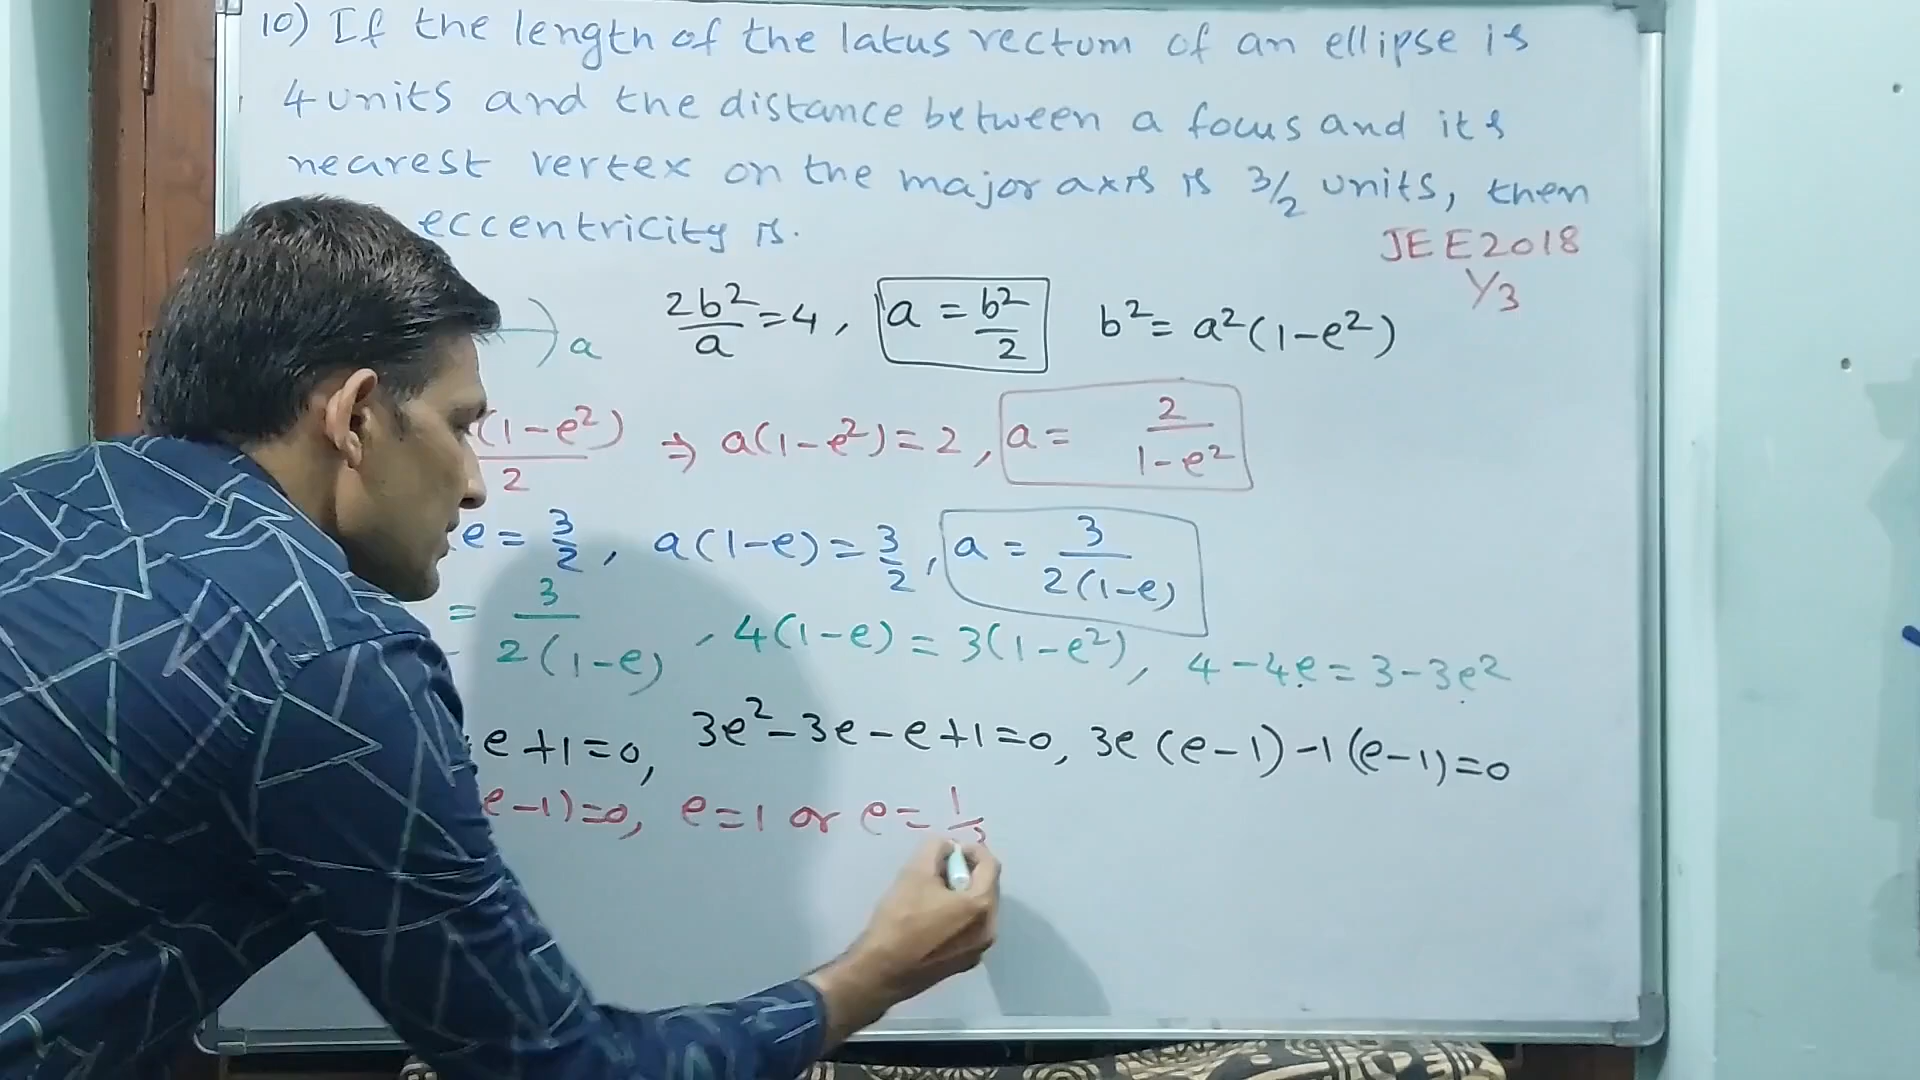 10) If the length of the latus rectum of an ellipse is
4 units and the distance between a focus and its
nearest vertex on the major axis is 3/2 units, then
eccentricity is.
JEE2018
1/3
a
2b²/a = 4, a = b²/2 b² = a²(1-e²)
(1-e²)/2 ⇒ a(1-e²) = 2, a = 2/(1-e²)
e = 3/2, a(1-e) = 3/2, a = 3/(2(1-e))
= 3/(2(1-e)), 4(1-e) = 3(1-e²), 4-4e = 3-3e²
e+1=0, 3e²-3e-e+1=0, 3e(e-1)-1(e-1)=0
e-1)=0, e=1 or e=1/3